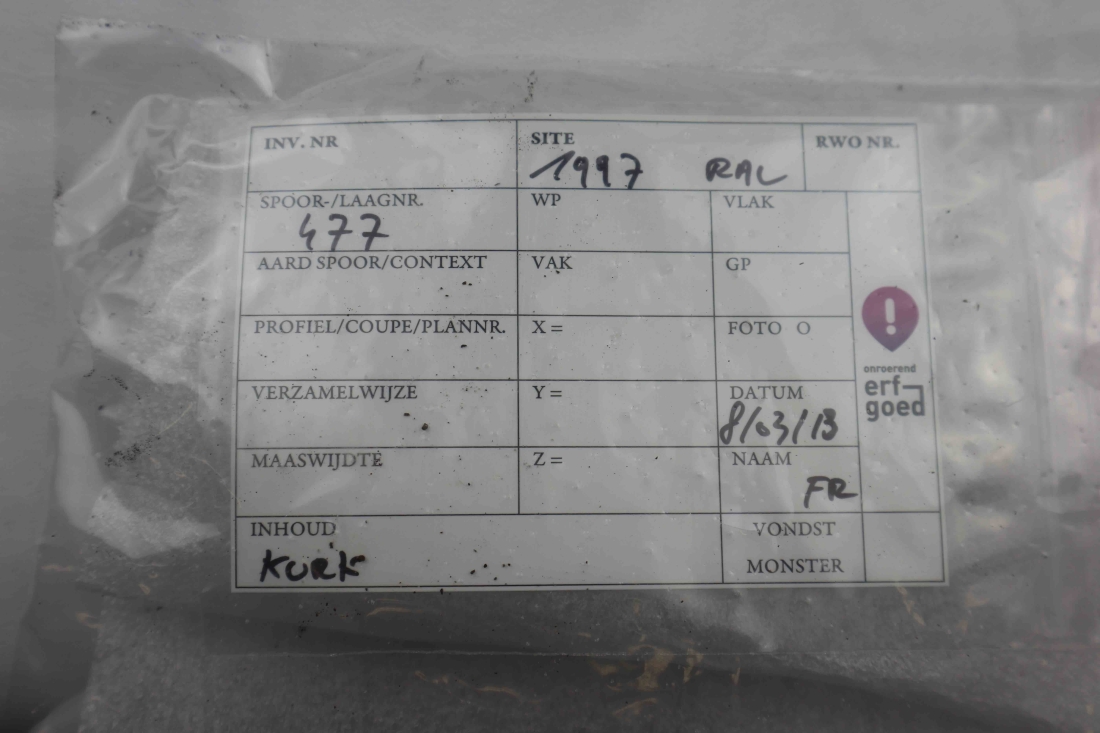 INV. NR SITE RWO NR.
1997 RAL
SPOOR-/LAAGNR. WP VLAK
477
AARD SPOOR/CONTEXT VAK GP
PROFIEL/COUPE/PLANNR. X = FOTO O
VERZAMELWIJZE Y = DATUM
8/03/13
MAASWIJDTE Z = NAAM
FR
INHOUD VONDST
KURK MONSTER
!
onroerend
erf
goed